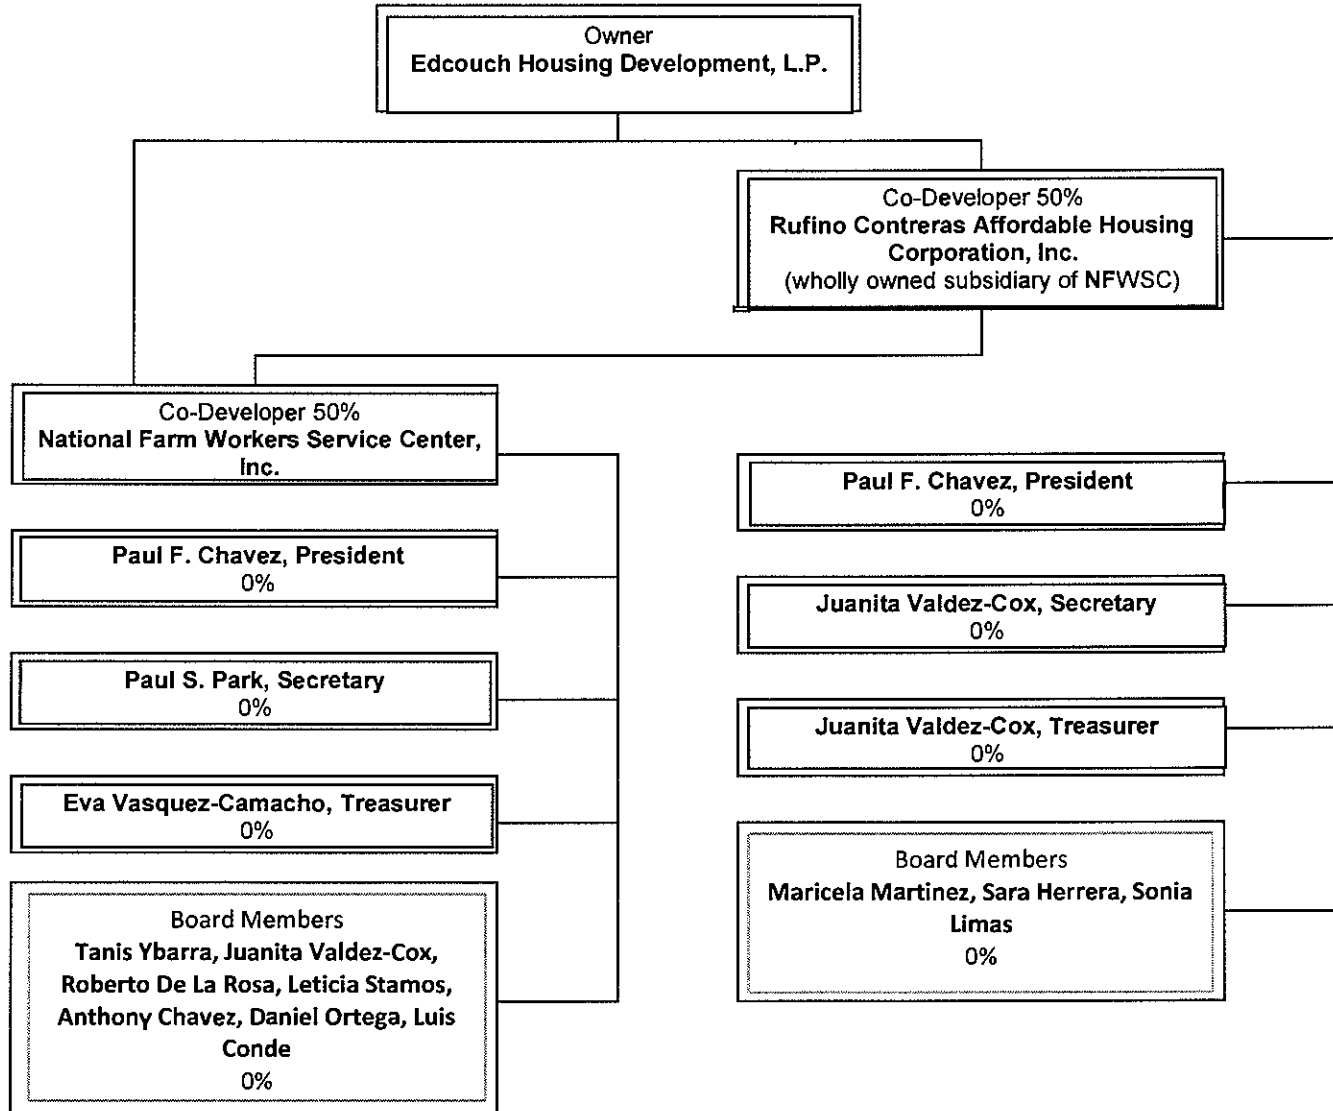 Owner
Edcouch Housing Development, L.P.
Co-Developer 50%
Rufino Contreras Affordable Housing
Corporation, Inc.
(wholly owned subsidiary of NFWSC)
Co-Developer 50%
National Farm Workers Service Center,
Inc.
Paul F. Chavez, President
0%
Paul S. Park, Secretary
0%
Eva Vasquez-Camacho, Treasurer
0%
Board Members
Tanis Ybarra, Juanita Valdez-Cox,
Roberto De La Rosa, Leticia Stamos,
Anthony Chavez, Daniel Ortega, Luis
Conde
0%
Paul F. Chavez, President
0%
Juanita Valdez-Cox, Secretary
0%
Juanita Valdez-Cox, Treasurer
0%
Board Members
Maricela Martinez, Sara Herrera, Sonia
Limas
0%